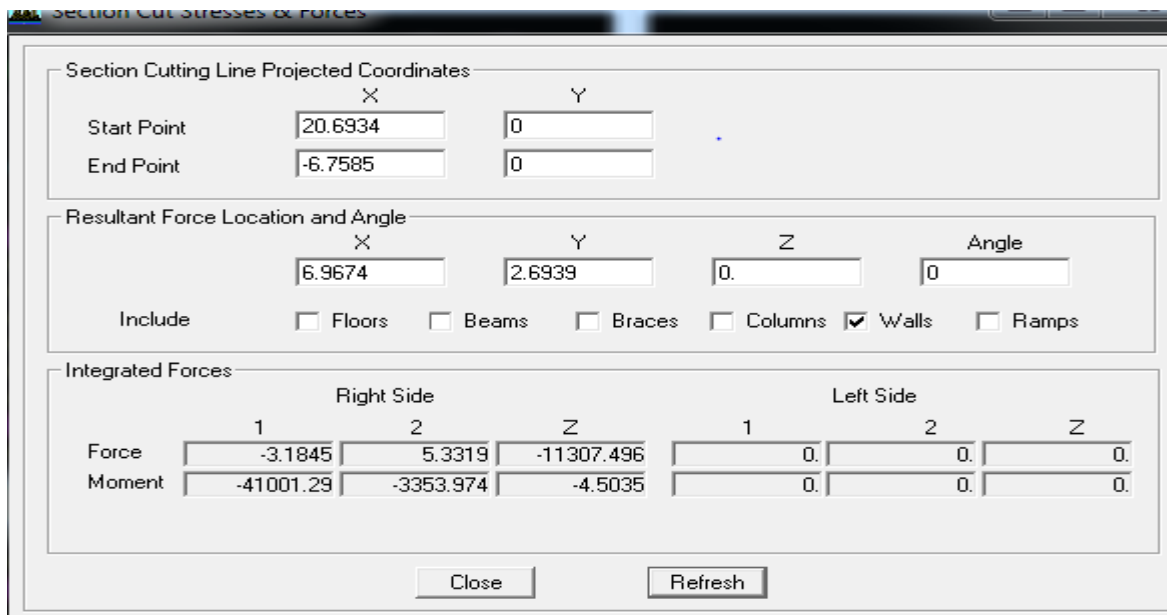 Section Cut Stresses & Forces
Section Cutting Line Projected Coordinates
X Y
Start Point 20.6934 0
End Point -6.7585 0
Resultant Force Location and Angle
X Y Z Angle
6.9674 2.6939 0. 0
Include Floors Beams Braces Columns Walls Ramps
Integrated Forces
Right Side Left Side
1 2 Z 1 2 Z
Force -3.1845 5.3319 -11307.496 0. 0. 0.
Moment -41001.29 -3353.974 -4.5035 0. 0. 0.
Close Refresh